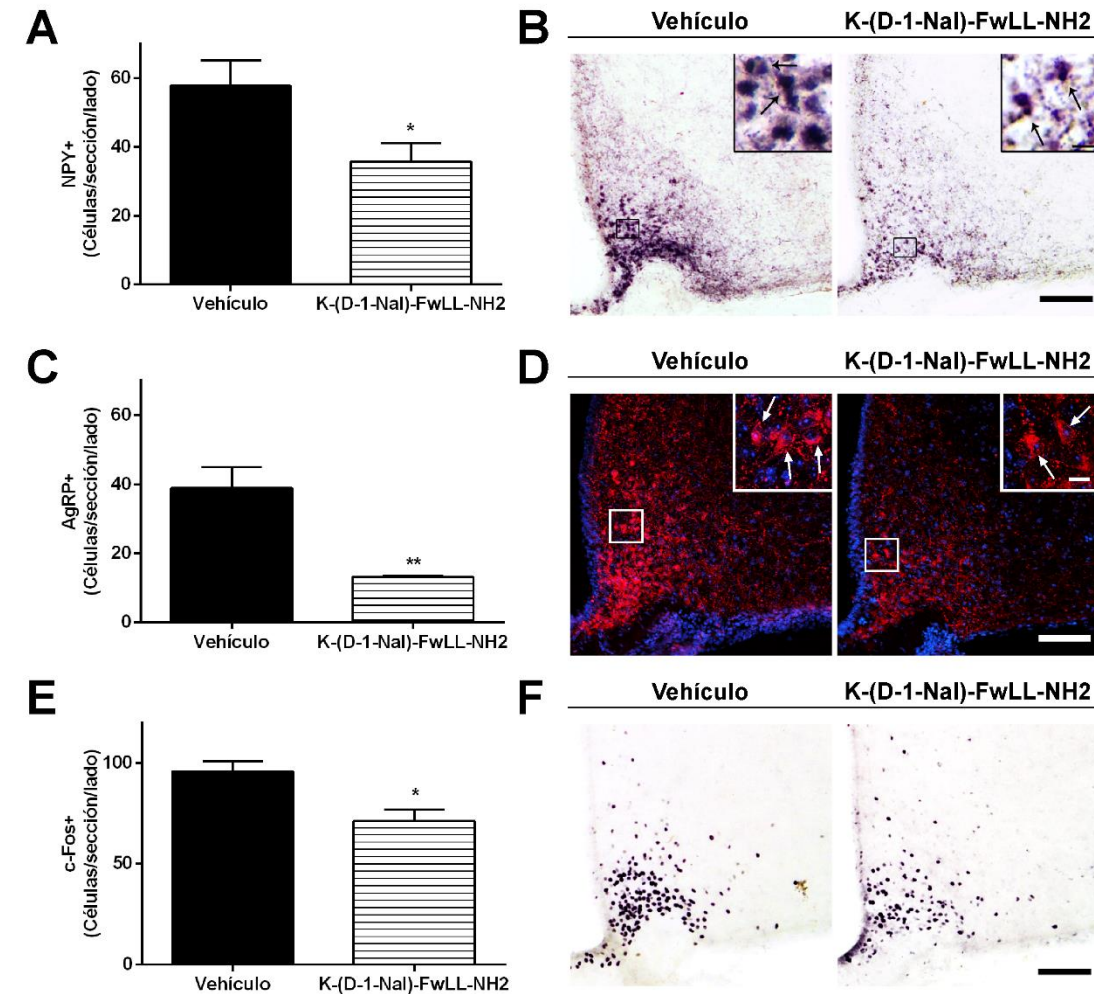 A
NPY+
(Células/sección/lado)
60
40
20
0
*
Vehículo
K-(D-1-Nal)-FwLL-NH2
B
Vehículo
K-(D-1-Nal)-FwLL-NH2
C
AgRP+
(Células/sección/lado)
60
40
20
0
**
Vehículo
K-(D-1-Nal)-FwLL-NH2
D
Vehículo
K-(D-1-Nal)-FwLL-NH2
E
c-Fos+
(Células/sección/lado)
100
50
0
*
Vehículo
K-(D-1-Nal)-FwLL-NH2
F
Vehículo
K-(D-1-Nal)-FwLL-NH2